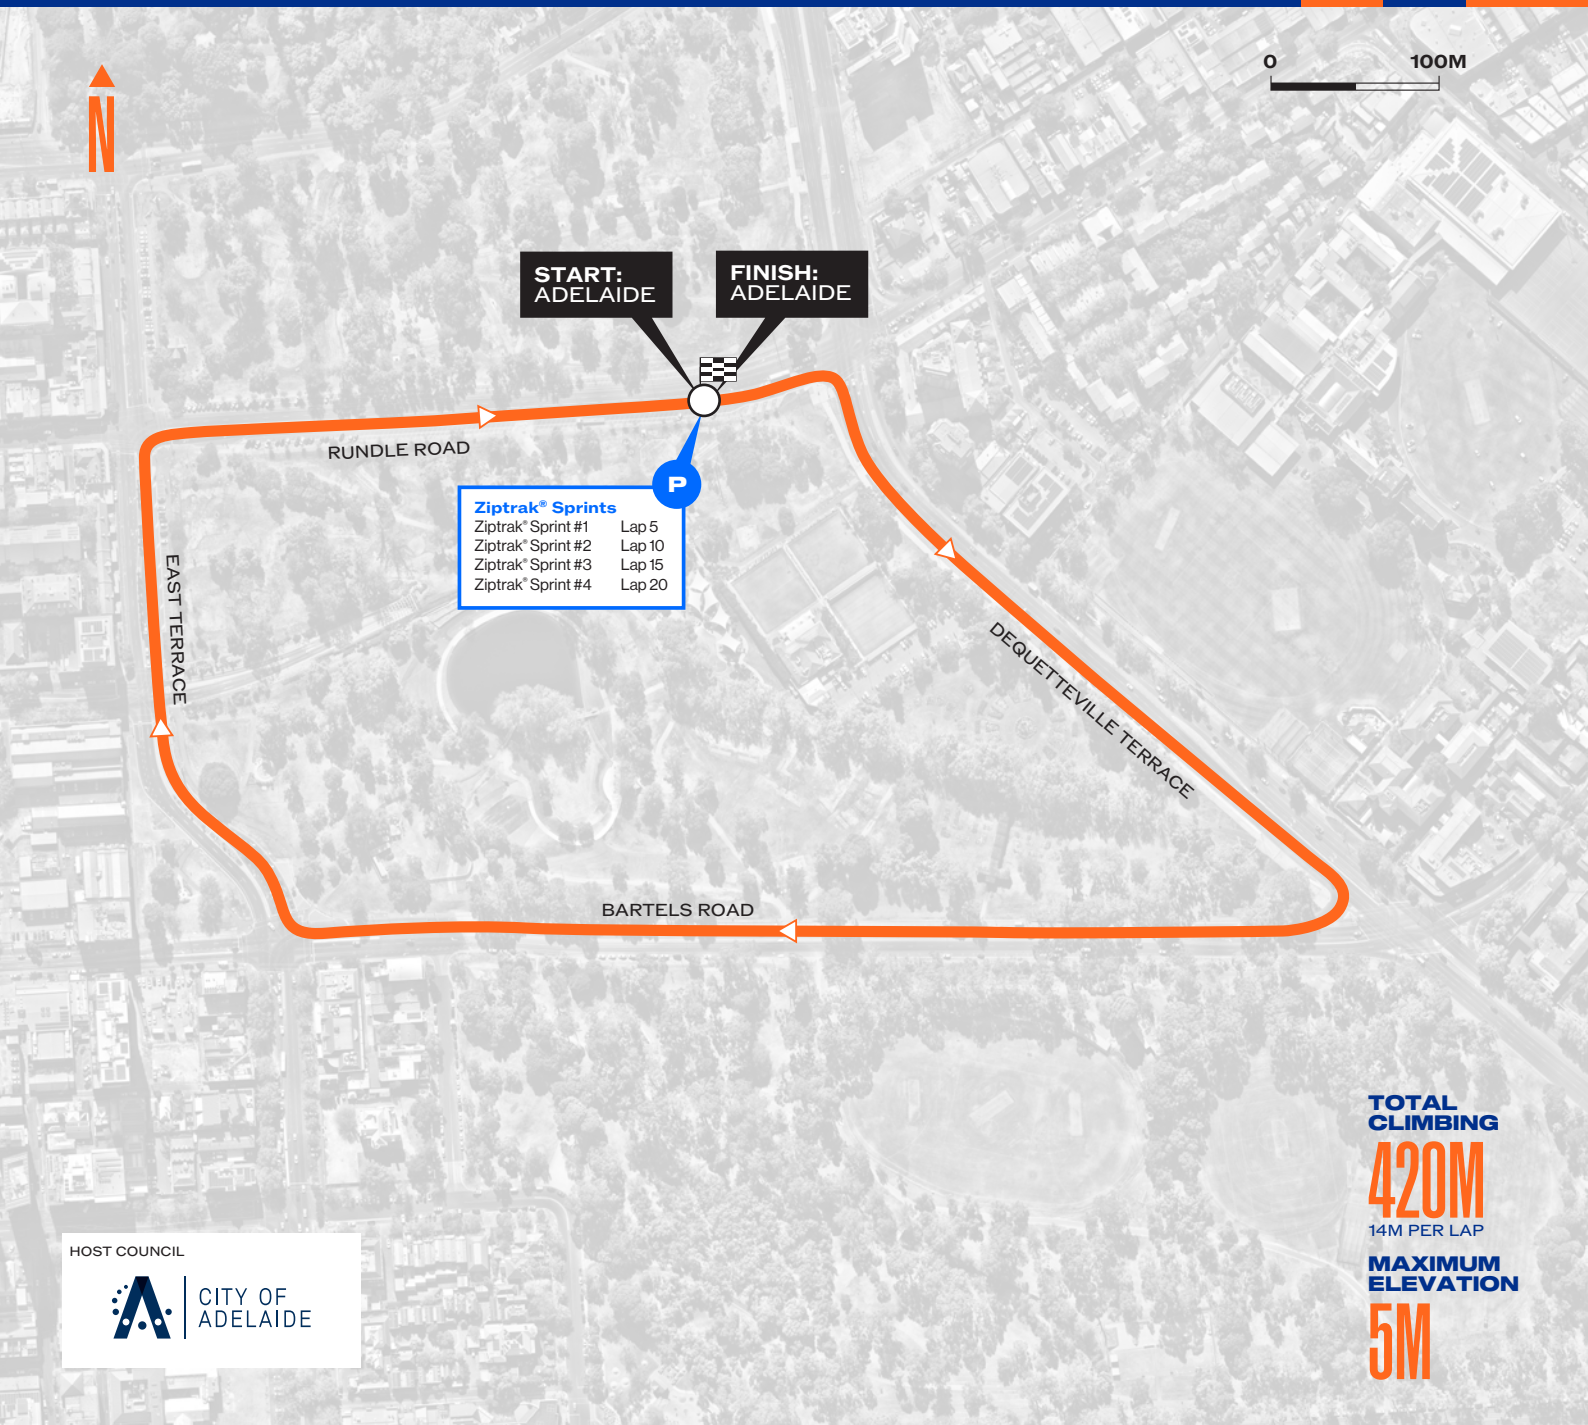 0 100M
N
START:
ADELAIDE
FINISH:
ADELAIDE
RUNDLE ROAD
P
Ziptrak® Sprints
Ziptrak® Sprint #1 Lap 5
Ziptrak® Sprint #2 Lap 10
Ziptrak® Sprint #3 Lap 15
Ziptrak® Sprint #4 Lap 20
EAST TERRACE
DEQUETTEVILLE TERRACE
BARTELS ROAD
TOTAL
CLIMBING
420M
14M PER LAP
MAXIMUM
ELEVATION
5M
HOST COUNCIL
CITY OF
ADELAIDE